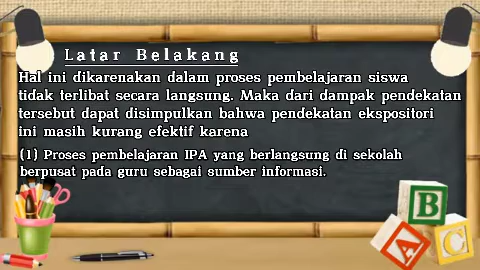 Latar Belakang
Hal ini dikarenakan dalam proses pembelajaran siswa
tidak terlibat secara langsung. Maka dari dampak pendekatan
tersebut dapat disimpulkan bahwa pendekatan ekspositori
ini masih kurang efektif karena
(1) Proses pembelajaran IPA yang berlangsung di sekolah
berpusat pada guru sebagai sumber informasi.
B
A
C